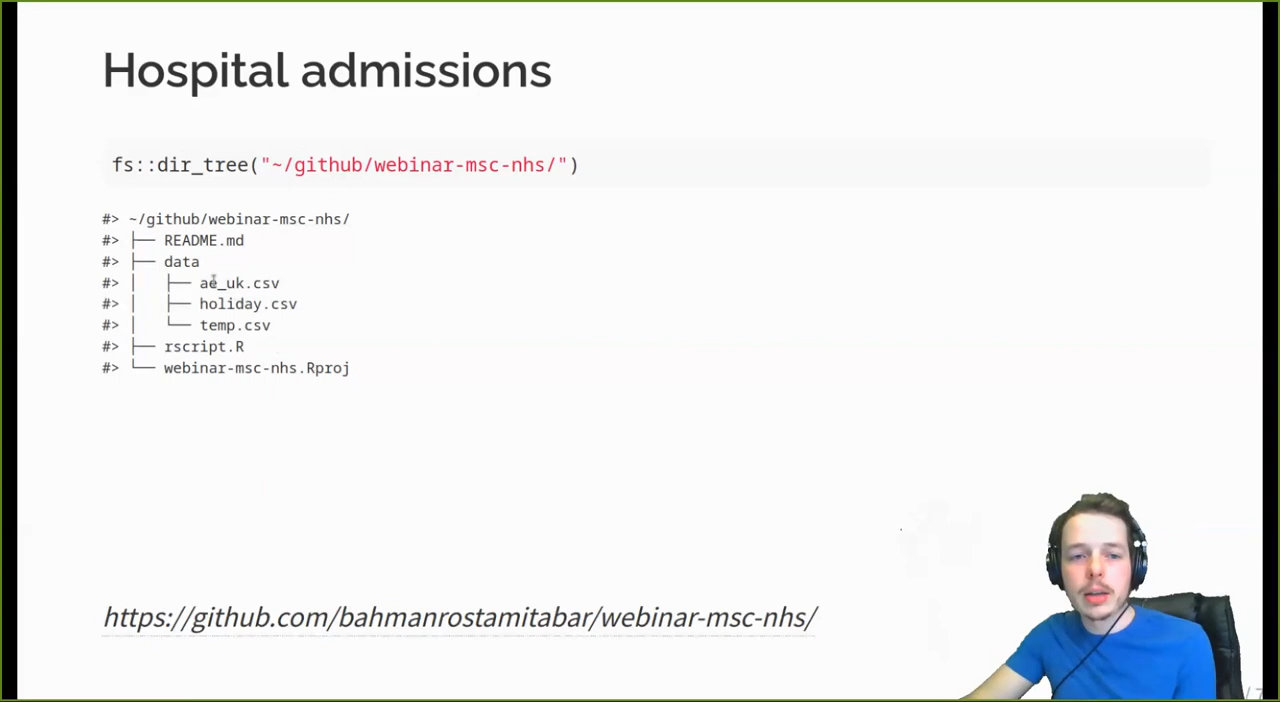 Hospital admissions
fs::dir_tree("~/github/webinar-msc-nhs/")
#> ~/github/webinar-msc-nhs/
#> ├── README.md
#> ├── data
#> │   ├── ae_uk.csv
#> │   ├── holiday.csv
#> │   └── temp.csv
#> ├── rscript.R
#> └── webinar-msc-nhs.Rproj
https://github.com/bahmanrostamitabar/webinar-msc-nhs/